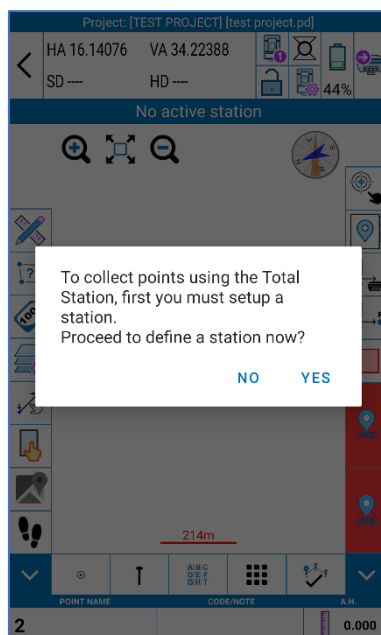 Project: [TEST PROJECT] [test project.pd]
HA 16.14076 VA 34.22388
SD ---- HD ----
44%
No active station
To collect points using the Total
Station, first you must setup a
station.
Proceed to define a station now?
NO YES
214m
A B C
D E F
G H I
POINT NAME CODE/NOTE A.H.
2 0.000